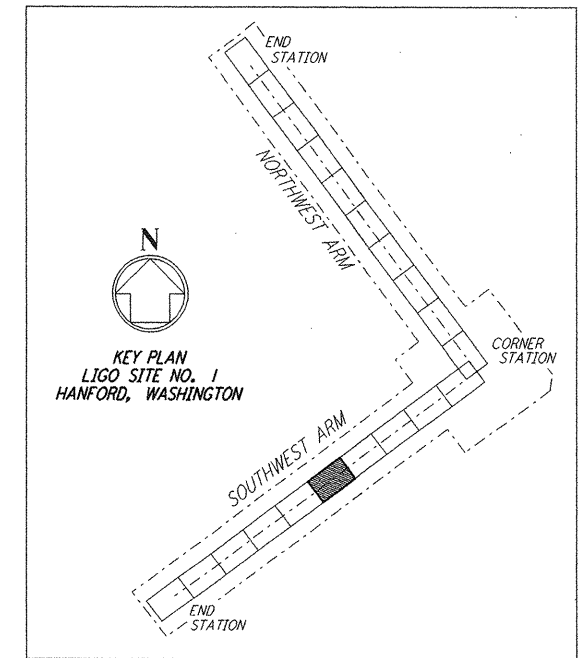 END
STATION
NORTHWEST ARM
N
KEY PLAN
LIGO SITE NO. 1
HANFORD, WASHINGTON
CORNER
STATION
SOUTHWEST ARM
END
STATION